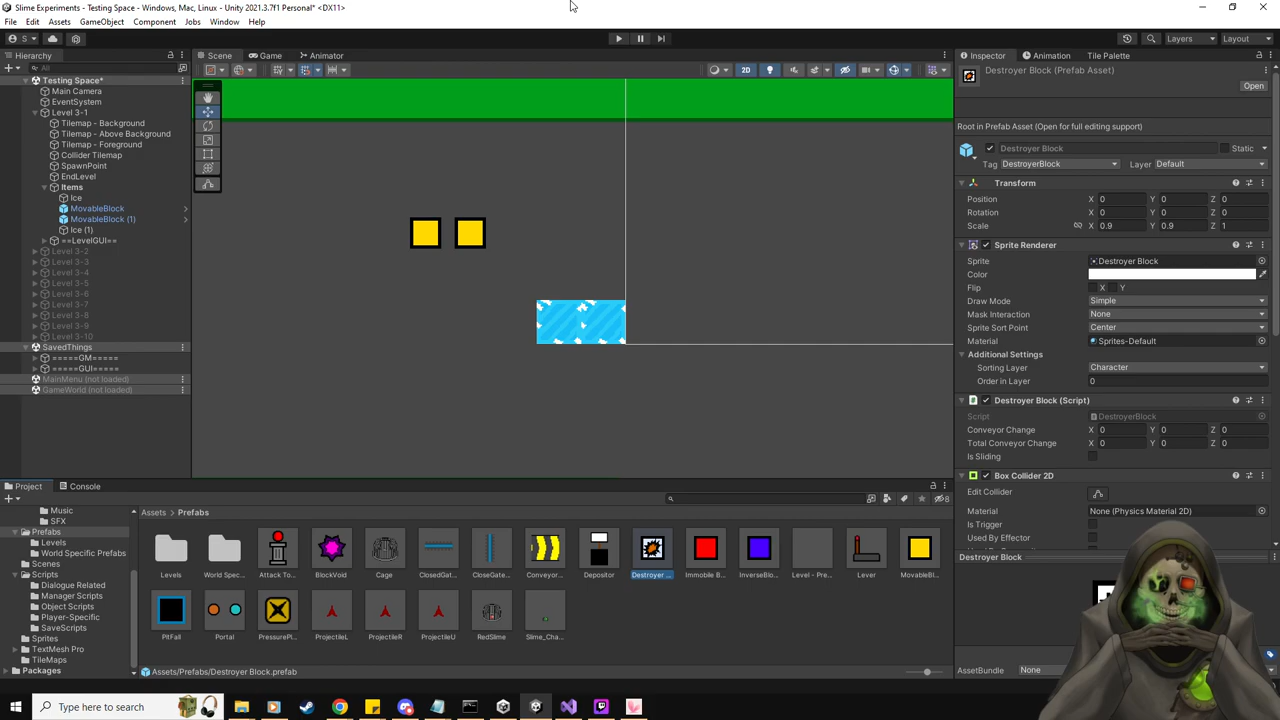 Slime Experiments - Testing Space - Windows, Mac, Linux - Unity 2021.3.7f1 Personal* <DX11>
File Edit Assets GameObject Component Jobs Window Help
S
Layers Layout
Hierarchy
All
Testing Space*
Main Camera
EventSystem
Level 3-1
Tilemap - Background
Tilemap - Above Background
Tilemap - Foreground
Collider Tilemap
SpawnPoint
EndLevel
Items
Ice
MovableBlock
MovableBlock (1)
Ice (1)
==LevelGUI==
Level 3-2
Level 3-3
Level 3-4
Level 3-5
Level 3-6
Level 3-7
Level 3-8
Level 3-9
Level 3-10
SavedThings
=====GM=====
=====GUI=====
MainMenu (not loaded)
GameWorld (not loaded)
Scene Game Animator
2D
Inspector Animation Tile Palette
Destroyer Block (Prefab Asset)
Open
Root in Prefab Asset (Open for full editing support)
Destroyer Block Static
Tag DestroyerBlock Layer Default
Transform
Position X 0 Y 0 Z 0
Rotation X 0 Y 0 Z 0
Scale X 0.9 Y 0.9 Z 1
Sprite Renderer
Sprite Destroyer Block
Color
Flip X Y
Draw Mode Simple
Mask Interaction None
Sprite Sort Point Center
Material Sprites-Default
Additional Settings
Sorting Layer Character
Order in Layer 0
Destroyer Block (Script)
Script DestroyerBlock
Conveyor Change X 0 Y 0 Z 0
Total Conveyor Change X 0 Y 0 Z 0
Is Sliding
Box Collider 2D
Edit Collider
Material None (Physics Material 2D)
Is Trigger
Used By Effector
Destroyer Block
AssetBundle None
Project Console
8
Music
SFX
Prefabs
Levels
World Specific Prefabs
Scenes
Scripts
Dialogue Related
Manager Scripts
Object Scripts
Player-Specific
SaveScripts
Sprites
TextMesh Pro
TileMaps
Packages
Assets > Prefabs
Levels World Spec... Attack To... BlockVoid Cage ClosedGat... CloseGate... Conveyor... Depositor Destroyer ... Immobile B... InverseBlo... Level - Pre... Lever MovableBl...
PitFall Portal PressurePl... ProjectileL ProjectileR ProjectileU RedSlime Slime_Cha...
Assets/Prefabs/Destroyer Block.prefab
Type here to search